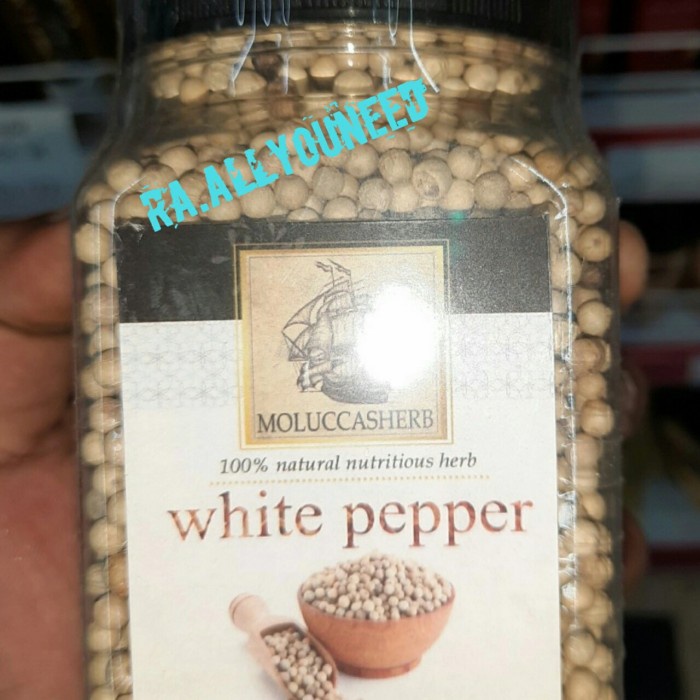 RA.ALLYOUNEED
MOLUCCASHERB
100% natural nutritious herb
white pepper